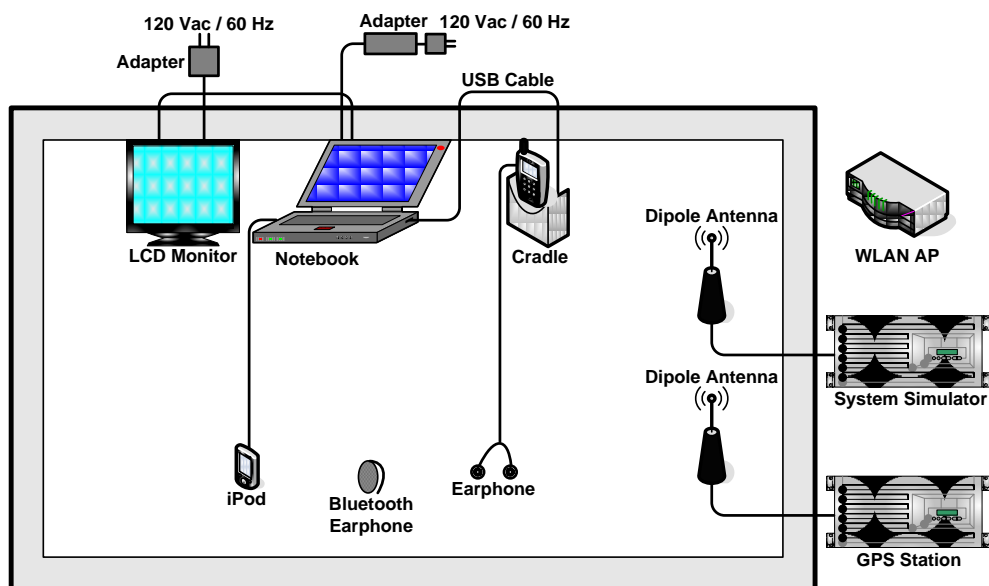 120 Vac / 60 Hz
Adapter
Adapter
120 Vac / 60 Hz
USB Cable
LCD Monitor
Notebook
Cradle
Dipole Antenna
WLAN AP
Dipole Antenna
System Simulator
iPod
Bluetooth
Earphone
Earphone
GPS Station